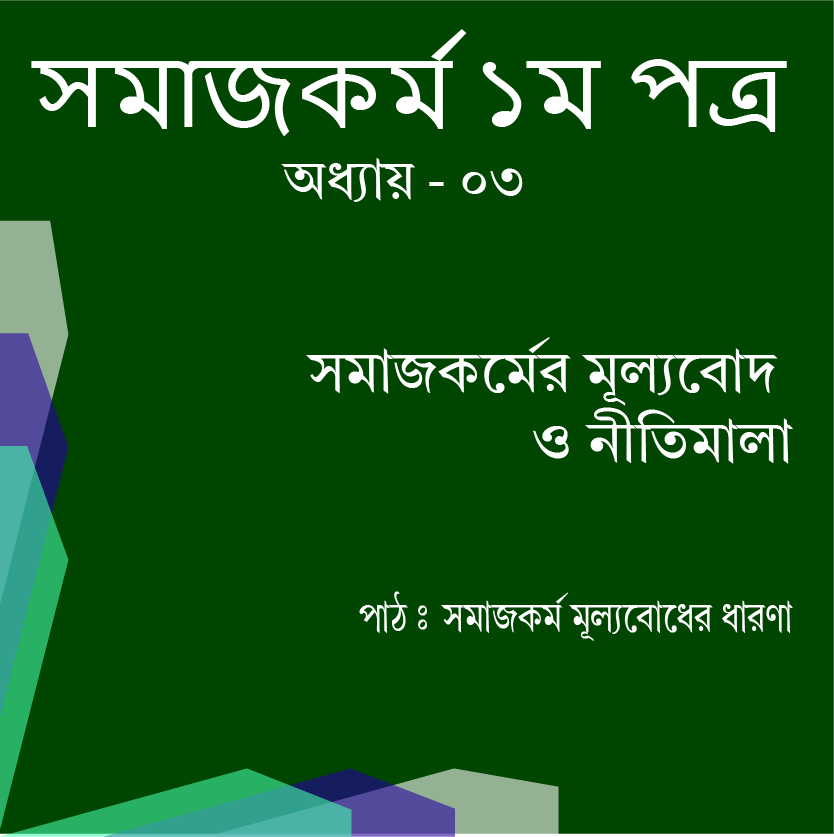 সমাজকর্ম ১ম পত্র
অধ্যায় - ০৩
সমাজকর্মের মূল্যবোদ
ও নীতিমালা
পাঠ ঃ সমাজকর্ম মূল্যবোধের ধারণা